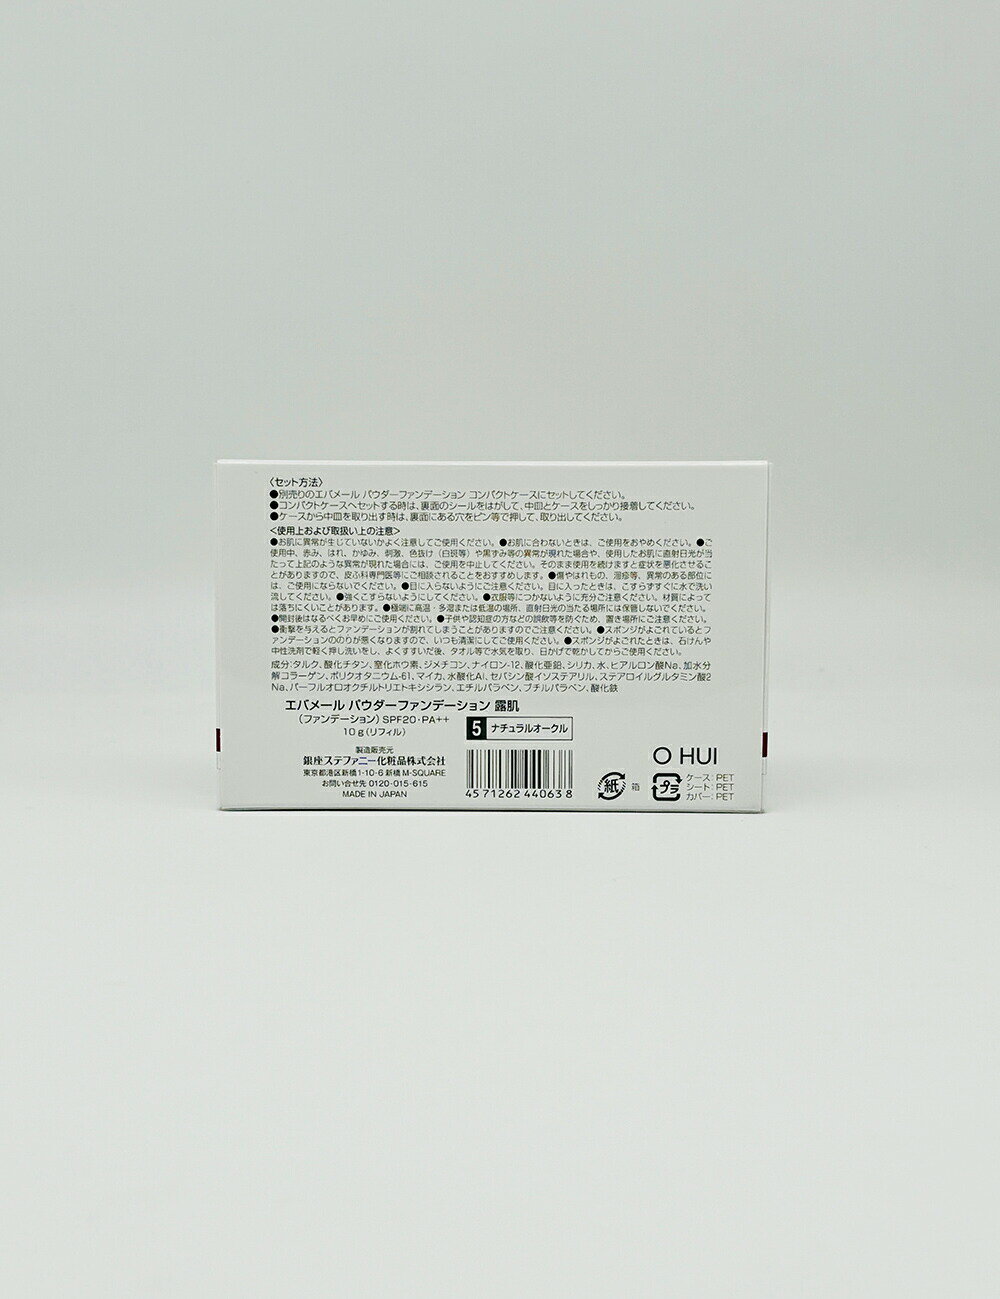 〈セット方法〉
●別売りのエバメール パウダーファンデーション コンパクトケースにセットしてください。
●コンパクトケースへセットする時は、裏面のシールをはがして、中皿とケースをしっかり接着してください。
●ケースから中皿を取り出す時は、裏面にある穴をピン等で押して、取り出してください。
<使用上および取扱い上の注意>
●お肌に異常が生じていないかよく注意してご使用ください。●お肌に合わないときは、ご使用をおやめください。●ご
使用中、赤み、はれ、かゆみ、刺激、色抜け（白斑等）や黒ずみ等の異常が現れた場合や、使用したお肌に直射日光が当
たって上記のような異常が現れた場合には、ご使用を中止してください。そのまま使用を続けますと症状を悪化させるこ
とがありますので、皮ふ科専門医等にご相談されることをおすすめします。●傷やはれもの、湿疹等、異常のある部位に
は、ご使用にならないでください。●目に入らないようにご注意ください。目に入ったときは、こすらずすぐに水で洗い
流してください。●強くこすらないようにしてください。●衣服等につかないように充分ご注意ください。材質によって
は落ちにくいことがあります。●極端に高温・多湿または低温の場所、直射日光の当たる場所には保管しないでください。
●開封後はなるべくお早めにご使用ください。●子供や認知症の方などの誤飲等を防ぐため、置き場所にご注意ください。
●衝撃を与えるとファンデーションが割れてしまうことがありますのでご注意ください。●スポンジがよごれているとフ
ァンデーションののりが悪くなりますので、いつも清潔にしてご使用ください。●スポンジがよごれたときは、石けんや
中性洗剤で軽く押し洗いをし、よくすすいだ後、タオル等で水気を取り、日かげで乾かしてからご使用ください。
成分：タルク、酸化チタン、窒化ホウ素、ジメチコン、ナイロン-12、酸化亜鉛、シリカ、水、ヒアルロン酸Na、加水分
解コラーゲン、ポリクオタニウム-61、マイカ、水酸化Al、セバシン酸イソステアリル、ステアロイルグルタミン酸2
Na、パーフルオロオクチルトリエトキシシラン、エチルパラベン、ブチルパラベン、酸化鉄
エバメール パウダーファンデーション 露肌
（ファンデーション）SPF20・PA++
10g（リフィル）
5 ナチュラルオークル
製造販売元
銀座ステファニー化粧品株式会社
東京都港区新橋1-10-6 新橋M-SQUARE
お問い合せ先 0120-015-615
MADE IN JAPAN
4 571262 440638
紙 箱
プラ
ケース：PET
シート：PET
カバー：PET
O HUI